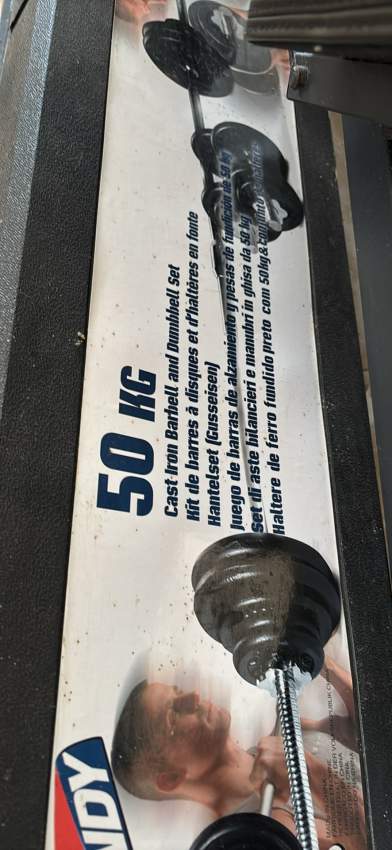 50 KG
Cast-Iron Barbell and Dumbbell Set
Kit de barres à disques et d'haltères en fonte
Hantelset (Gusseisen)
Juego de barras de alzamiento y pesas de fundición de 50 kg
set di aste bilancieri e manubri in ghisa da 50 kg
Haltere de ferro fundido preto com 50kg &
NDY